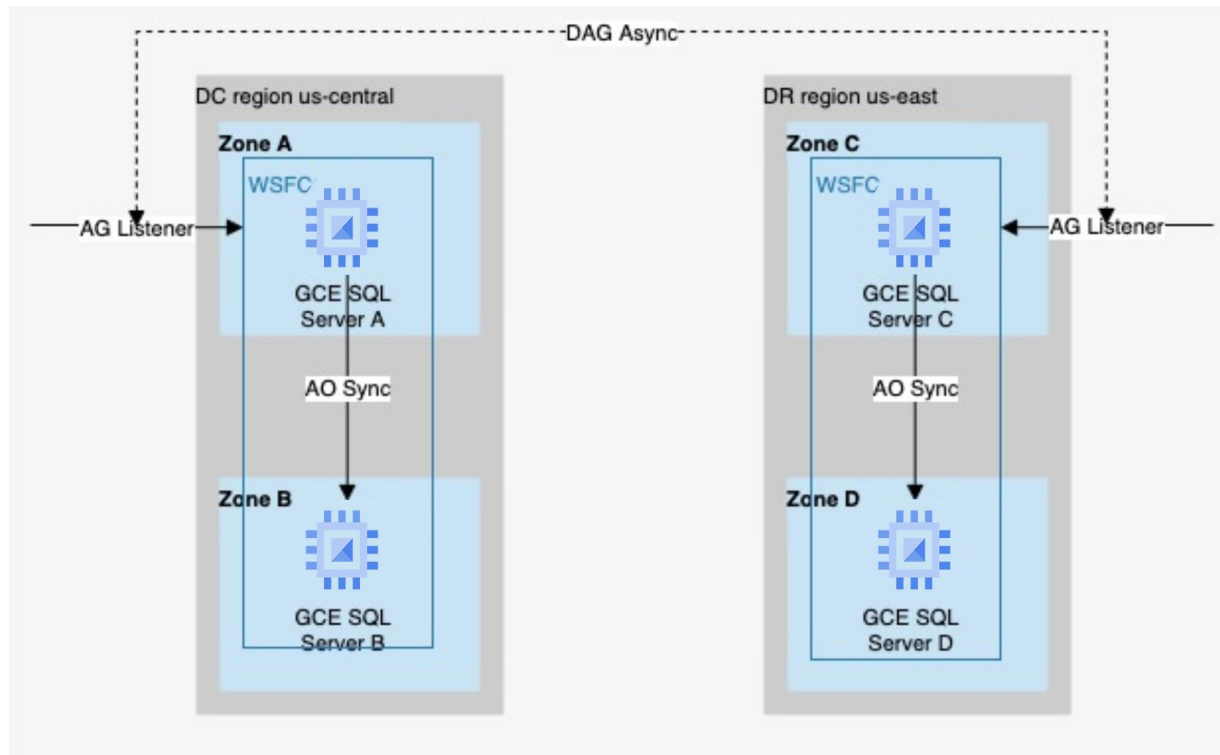 DAG Async
DC region us-central
DR region us-east
Zone A
Zone C
WSFC
WSFC
AG Listener
AG Listener
GCE SQL
Server A
GCE SQL
Server C
AO Sync
AO Sync
Zone B
Zone D
GCE SQL
Server B
GCE SQL
Server D